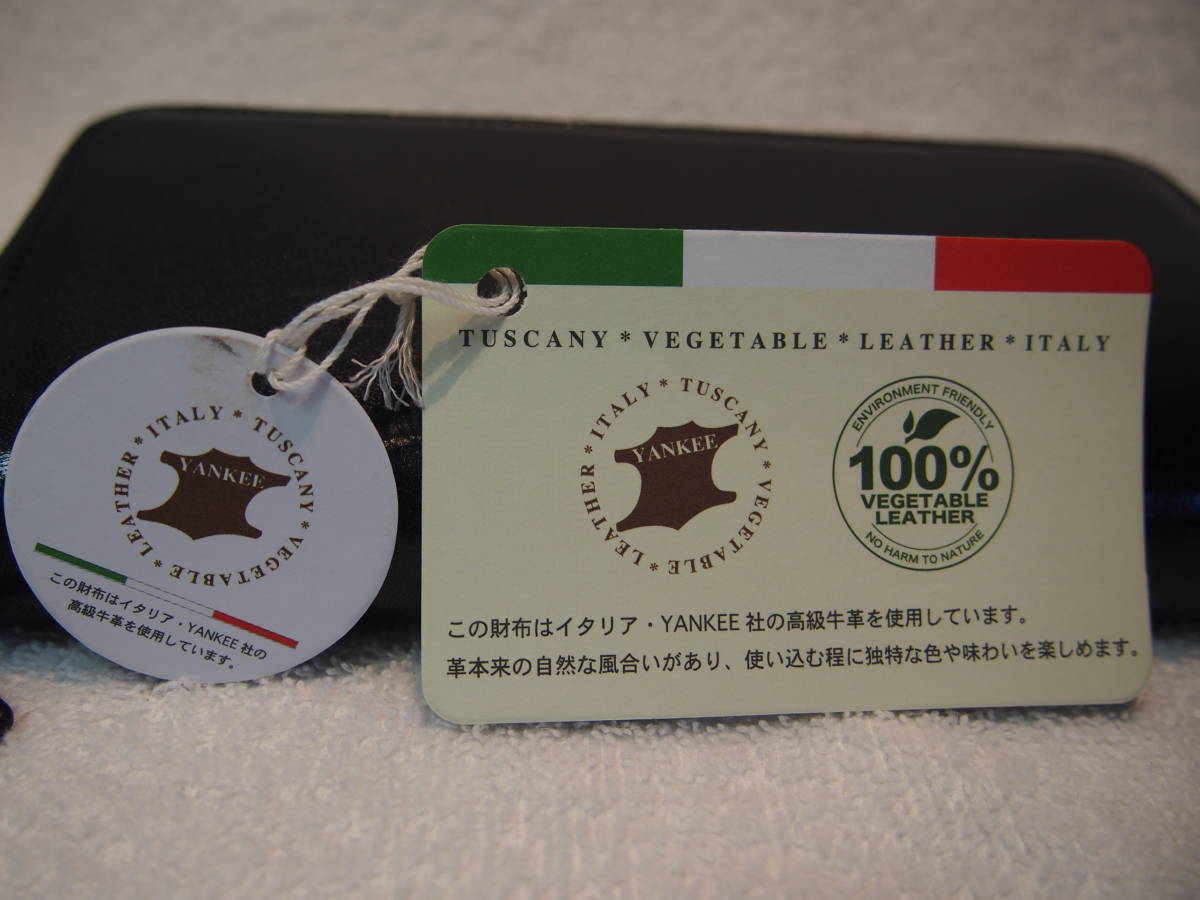 ITALY * TUSCANY * VEGETABLE * LEATHER *
YANKEE
この財布はイタリア・YANKEE 社の
高級牛革を使用しています。
TUSCANY * VEGETABLE * LEATHER * ITALY
ITALY * TUSCANY * VEGETABLE * LEATHER *
YANKEE
ENVIRONMENT FRIENDLY
100%
VEGETABLE
LEATHER
NO HARM TO NATURE
この財布はイタリア・YANKEE 社の高級牛革を使用しています。
革本来の自然な風合いがあり、使い込む程に独特な色や味わいを楽しめます。